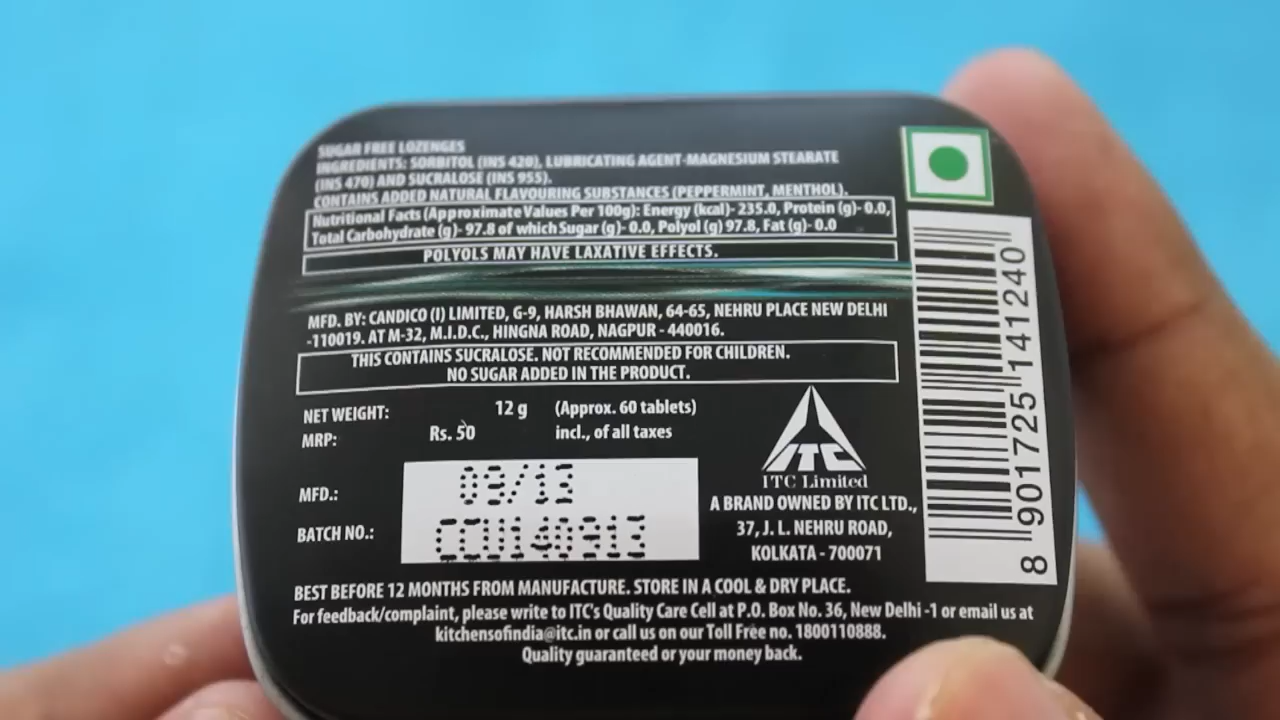 SUGAR FREE LOZENGES
INGREDIENTS: SORBITOL (INS 420), LUBRICATING AGENT-MAGNESIUM STEARATE
(INS 470) AND SUCRALOSE (INS 955).
CONTAINS ADDED NATURAL FLAVOURING SUBSTANCES (PEPPERMINT, MENTHOL).
Nutritional Facts (Approximate Values Per 100g): Energy (kcal)- 235.0, Protein (g)- 0.0,
Total Carbohydrate (g)- 97.8 of which Sugar (g)- 0.0, Polyol (g) 97.8, Fat (g)- 0.0
POLYOLS MAY HAVE LAXATIVE EFFECTS.
MFD. BY: CANDICO (I) LIMITED, G-9, HARSH BHAWAN, 64-65, NEHRU PLACE NEW DELHI
-110019. AT M-32, M.I.D.C., HINGNA ROAD, NAGPUR - 440016.
THIS CONTAINS SUCRALOSE. NOT RECOMMENDED FOR CHILDREN.
NO SUGAR ADDED IN THE PRODUCT.
NET WEIGHT: 12 g (Approx. 60 tablets)
MRP: Rs. 50 incl., of all taxes
MFD.: 09/13
BATCH NO.: CCU140913
ITC
ITC Limited
A BRAND OWNED BY ITC LTD.,
37, J. L. NEHRU ROAD,
KOLKATA - 700071
BEST BEFORE 12 MONTHS FROM MANUFACTURE. STORE IN A COOL & DRY PLACE.
For feedback/complaint, please write to ITC's Quality Care Cell at P.O. Box No. 36, New Delhi -1 or email us at
kitchensofindia@itc.in or call us on our Toll Free no. 1800110888.
Quality guaranteed or your money back.
8 901725 141240